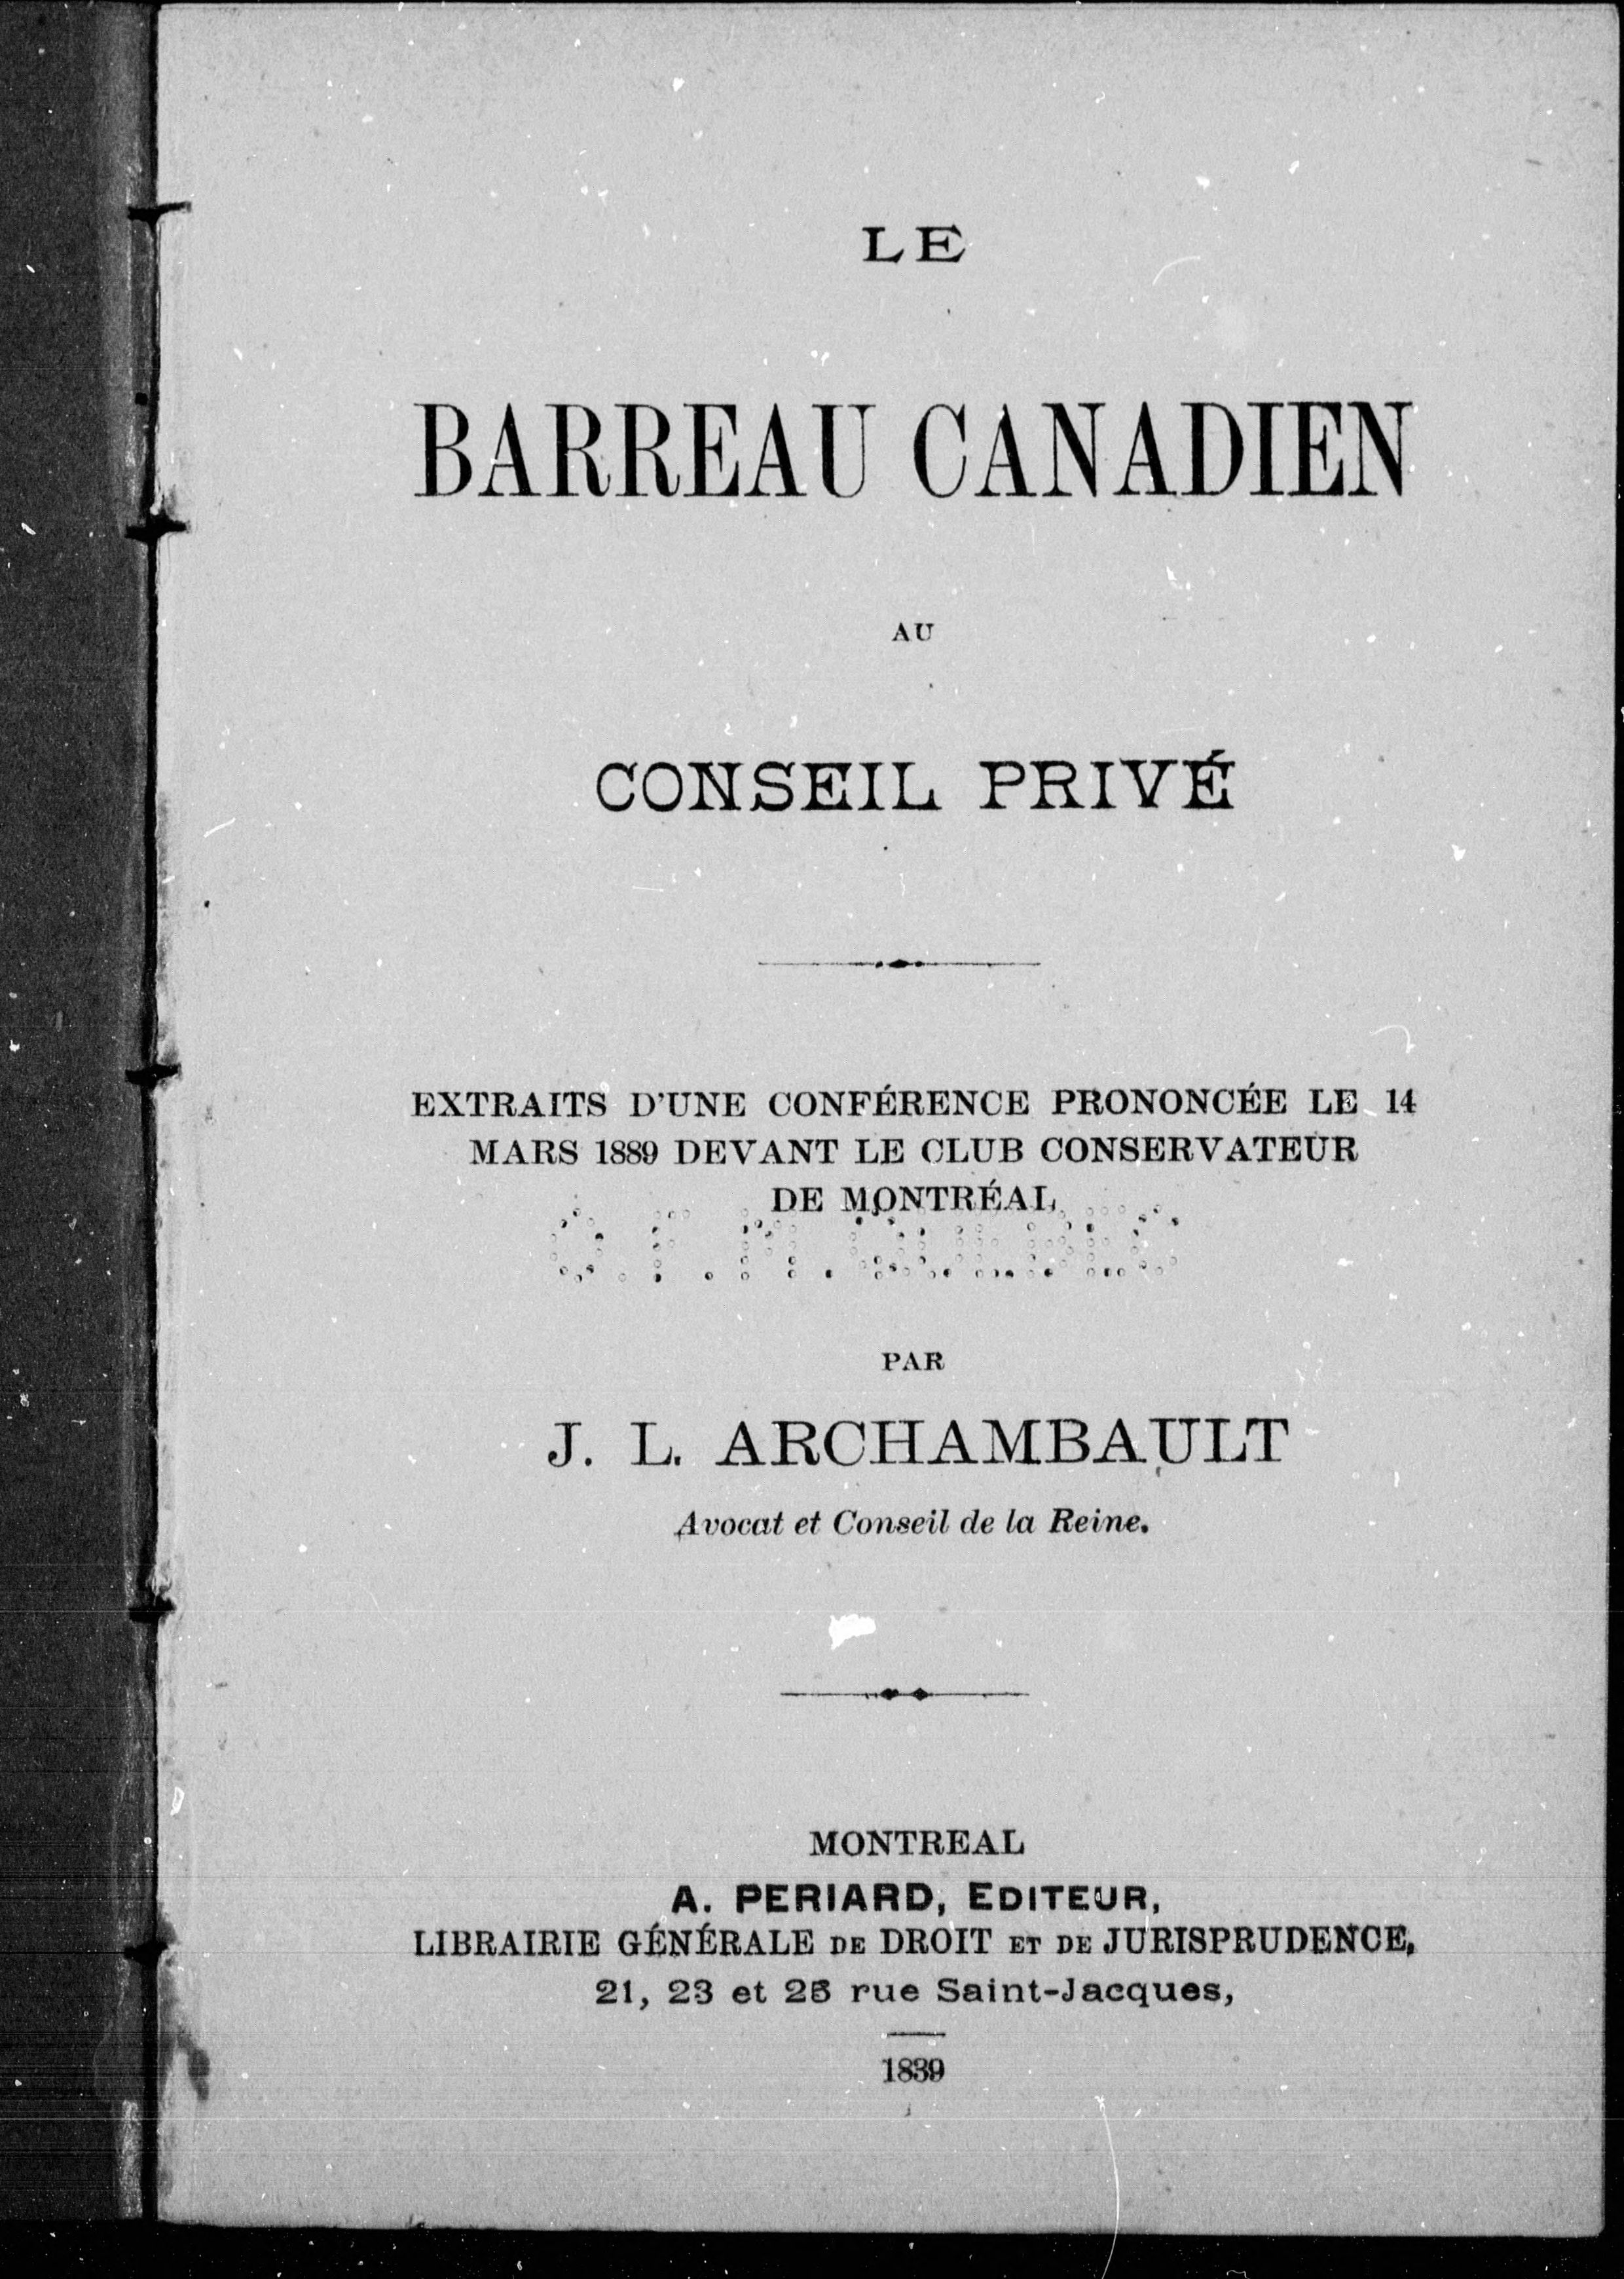 LE
BARREAU CANADIEN
AU
CONSEIL PRIVÉ
EXTRAITS D'UNE CONFÉRENCE PRONONCÉE LE 14
MARS 1889 DEVANT LE CLUB CONSERVATEUR
DE MONTRÉAL
PAR
J. L. ARCHAMBAULT
Avocat et Conseil de la Reine.
MONTREAL
A. PERIARD, EDITEUR,
LIBRAIRIE GÉNÉRALE DE DROIT ET DE JURISPRUDENCE,
21, 23 et 25 rue Saint-Jacques,
1839